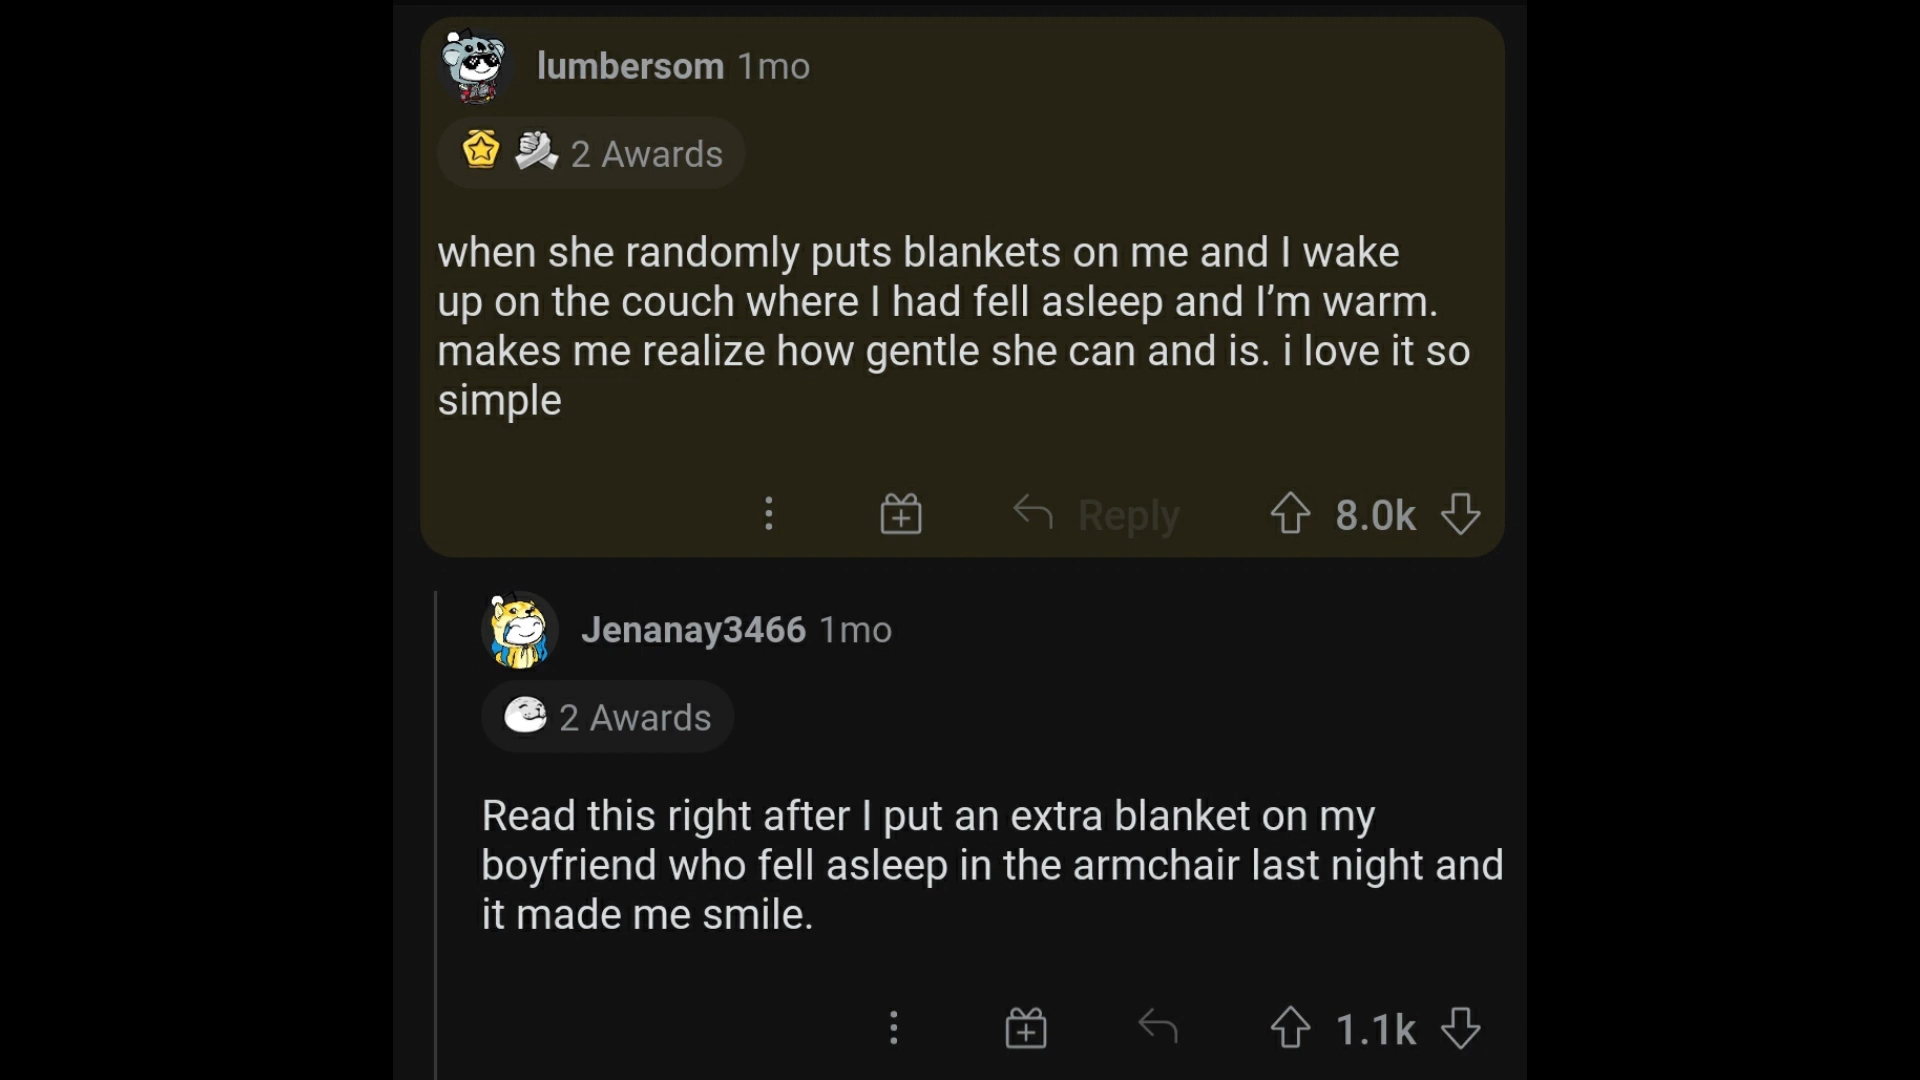 lumbersom 1mo
2 Awards
when she randomly puts blankets on me and I wake
up on the couch where I had fell asleep and I’m warm.
makes me realize how gentle she can and is. i love it so
simple
Reply 8.0k
Jenanay3466 1mo
2 Awards
Read this right after I put an extra blanket on my
boyfriend who fell asleep in the armchair last night and
it made me smile.
1.1k